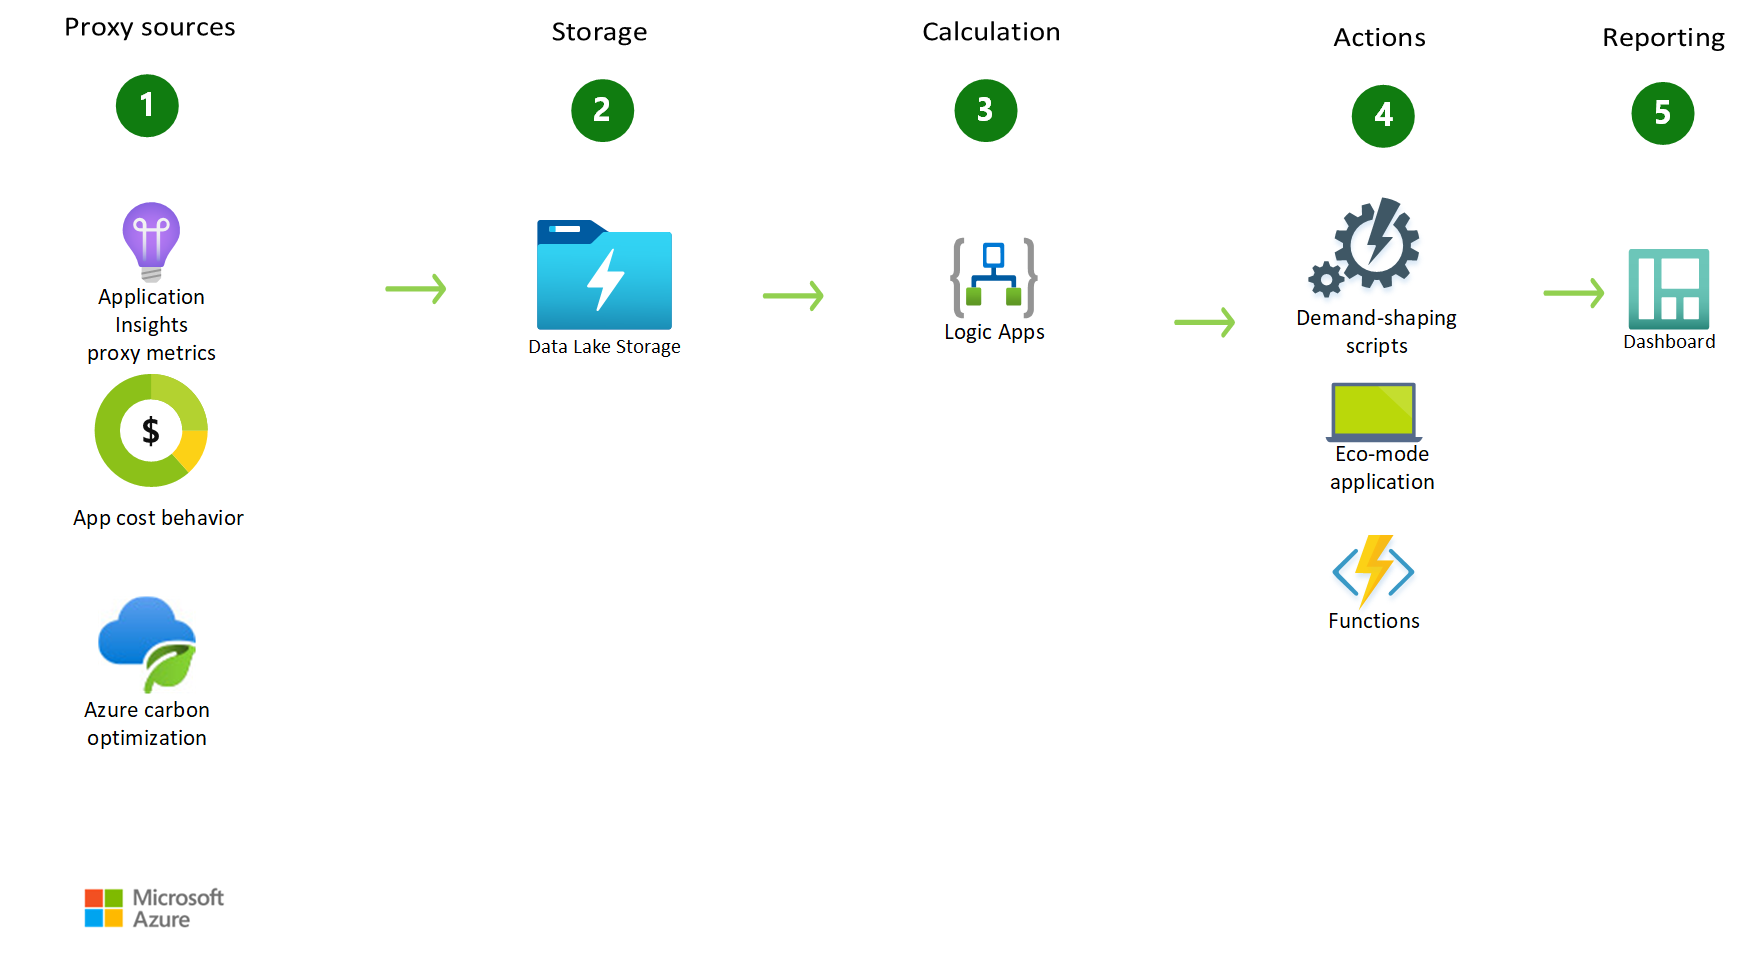 Proxy sources
1
Application
Insights
proxy metrics
$
App cost behavior
Azure carbon
optimization
Storage
2
Data Lake Storage
Calculation
3
Logic Apps
Actions
4
Demand-shaping
scripts
Eco-mode
application
Functions
Reporting
5
Dashboard
Microsoft
Azure